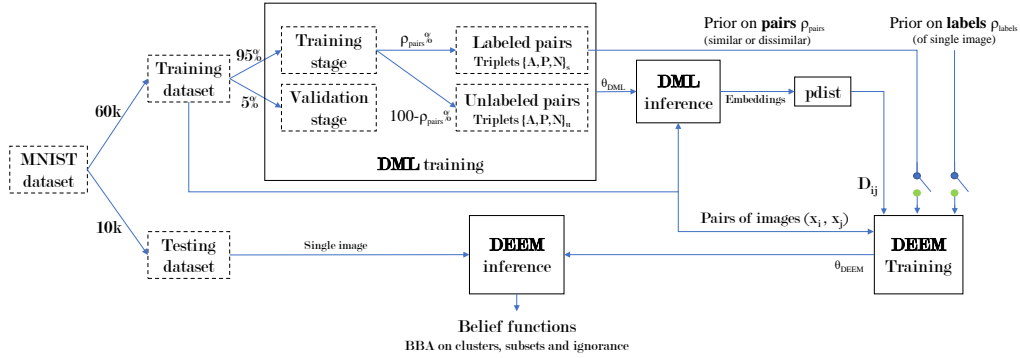 Prior on pairs ρpairs
(similar or dissimilar)
Prior on labels ρlabels
(of single image)
95%
5%
Training
stage
ρpairs%
Labeled pairs
Triplets {A,P,N}s
Training
dataset
Validation
stage
100-ρpairs%
Unlabeled pairs
Triplets {A,P,N}u
θDML
DML
inference
Embeddings
pdist
60k
DML training
MNIST
dataset
10k
Dij
Pairs of images (xi , xj)
Testing
dataset
Single image
DEEM
inference
θDEEM
DEEM
Training
Belief functions
BBA on clusters, subsets and ignorance